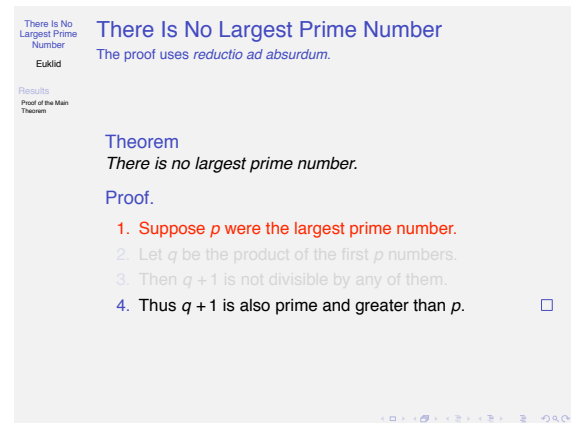 There Is No
Largest Prime
Number
Euklid
Results
Proof of the Main
Theorem
There Is No Largest Prime Number
The proof uses reductio ad absurdum.
Theorem
There is no largest prime number.
Proof.
1. Suppose p were the largest prime number.
2. Let q be the product of the first p numbers.
3. Then q + 1 is not divisible by any of them.
4. Thus q + 1 is also prime and greater than p.